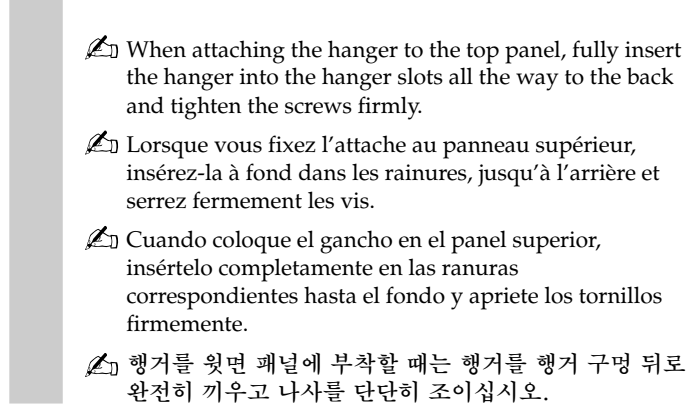 When attaching the hanger to the top panel, fully insert
the hanger into the hanger slots all the way to the back
and tighten the screws firmly.
Lorsque vous fixez l'attache au panneau supérieur,
insérez-la à fond dans les rainures, jusqu'à l'arrière et
serrez fermement les vis.
Cuando coloque el gancho en el panel superior,
insértelo completamente en las ranuras
correspondientes hasta el fondo y apriete los tornillos
firmemente.
행거를 윗면 패널에 부착할 때는 행거를 행거 구멍 뒤로
완전히 끼우고 나사를 단단히 조이십시오.